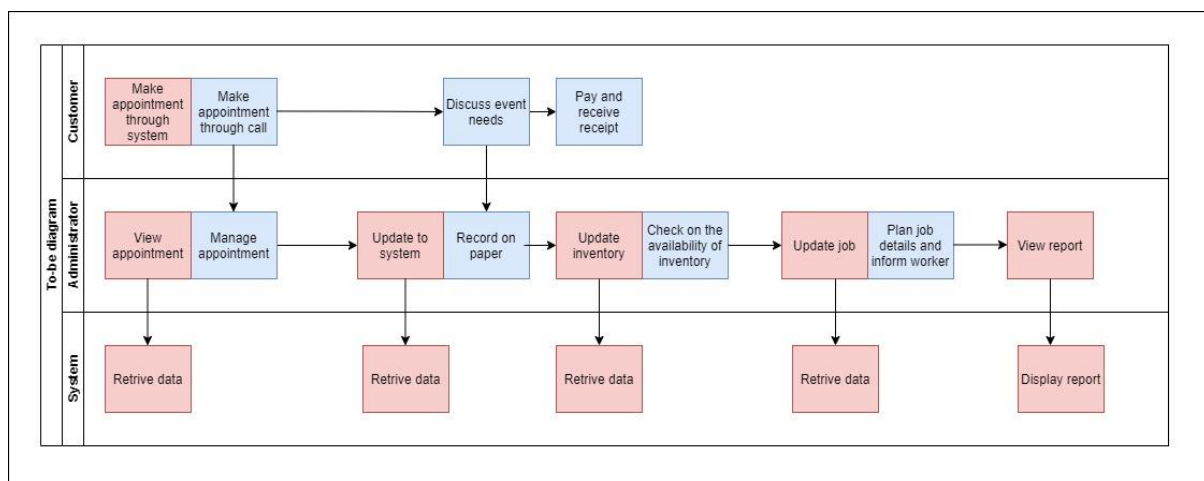 To-be diagram
Customer
Make
appointment
through
system
Make
appointment
through call
Discuss event
needs
Pay and
receive
receipt
Administrator
View
appointment
Manage
appointment
Update to
system
Record on
paper
Update
inventory
Check on the
availability of
inventory
Update job
Plan job
details and
inform worker
View report
System
Retrive data
Retrive data
Retrive data
Retrive data
Display report